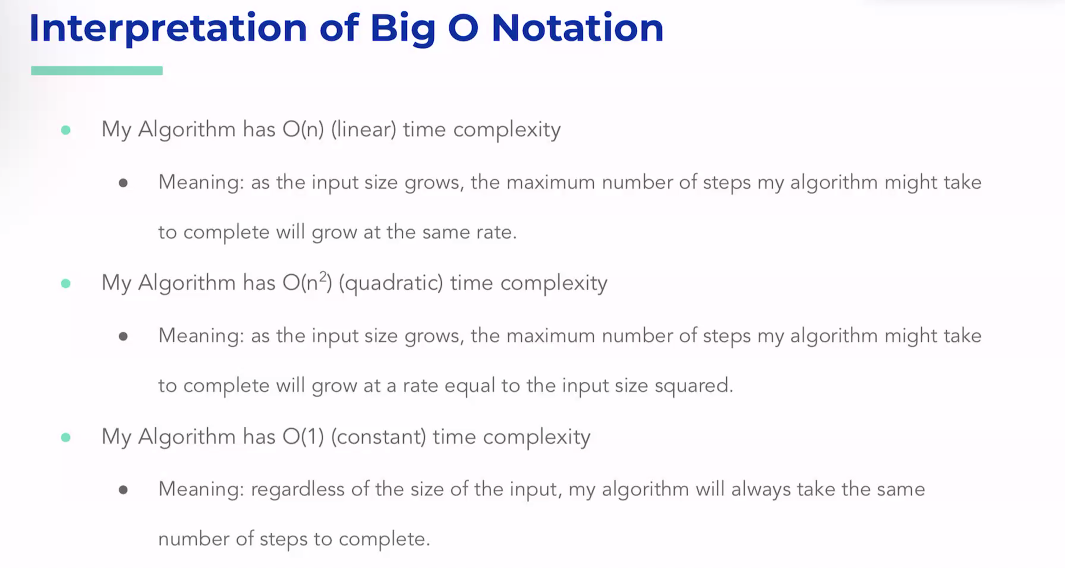 Interpretation of Big O Notation
● My Algorithm has O(n) (linear) time complexity
● Meaning: as the input size grows, the maximum number of steps my algorithm might take
to complete will grow at the same rate.
● My Algorithm has O(n²) (quadratic) time complexity
● Meaning: as the input size grows, the maximum number of steps my algorithm might take
to complete will grow at a rate equal to the input size squared.
● My Algorithm has O(1) (constant) time complexity
● Meaning: regardless of the size of the input, my algorithm will always take the same
number of steps to complete.